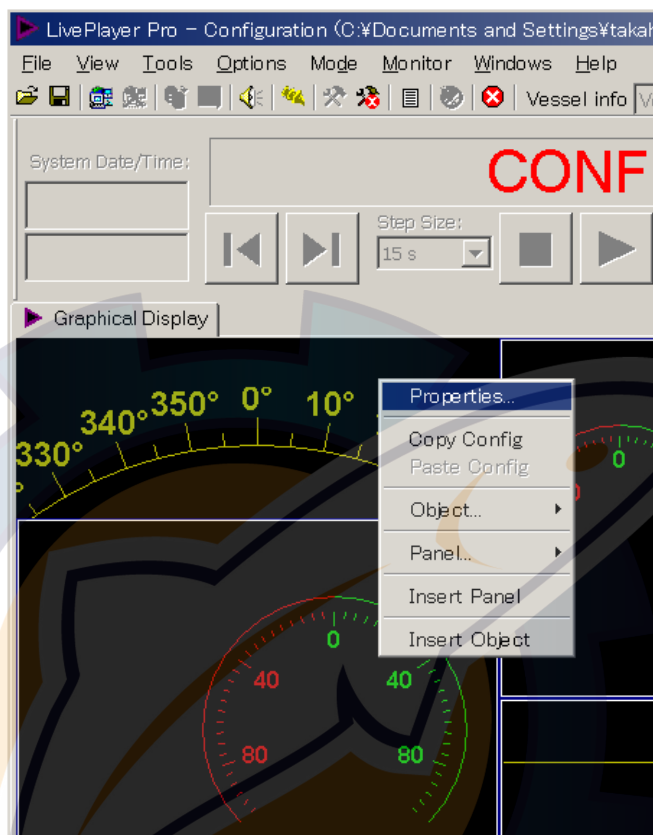 LivePlayer Pro - Configuration (C:¥Documents and Settings¥takah
File View Tools Options Mode Monitor Windows Help
Vessel info
System Date/Time:
CONF
Step Size:
15 s
Graphical Display
330° 340° 350° 0° 10°
Properties...
Copy Config
Paste Config
Object...
Panel...
Insert Panel
Insert Object
0
0
40 40
80 80